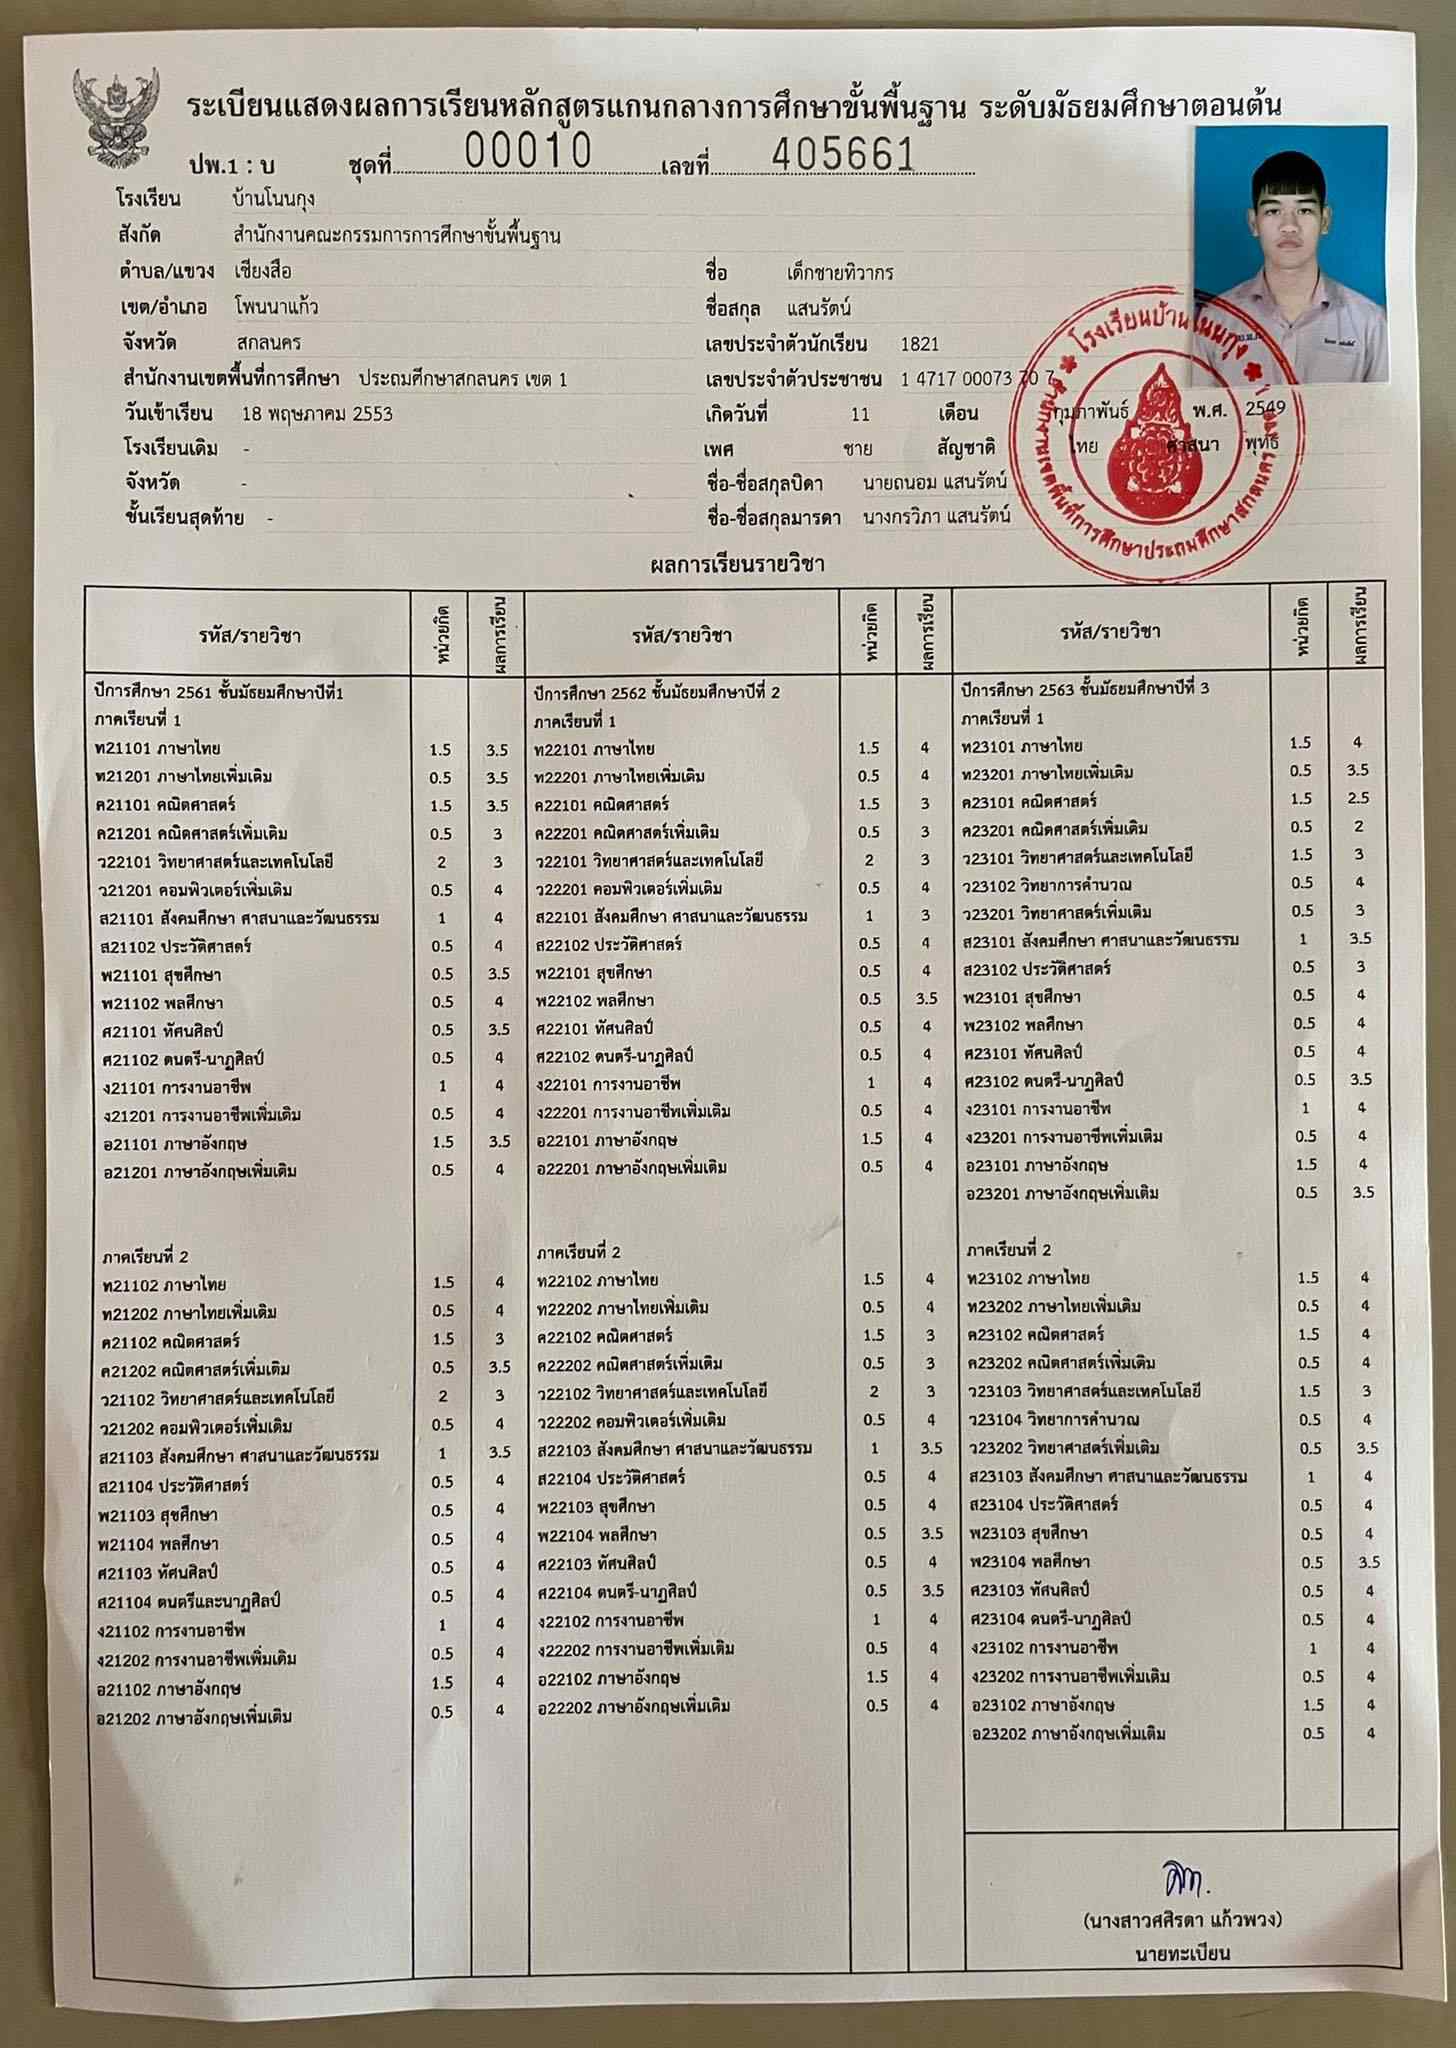 ระเบียนแสดงผลการเรียนหลักสูตรแกนกลางการศึกษาขั้นพื้นฐาน ระดับมัธยมศึกษาตอนต้น
ปพ.1 : บ ชุดที่ 00010 เลขที่ 405661
โรงเรียน บ้านโนนกุง
สังกัด สำนักงานคณะกรรมการการศึกษาขั้นพื้นฐาน
ตำบล/แขวง เชียงสือ
เขต/อำเภอ โพนนาแก้ว
จังหวัด สกลนคร
สำนักงานเขตพื้นที่การศึกษา ประถมศึกษาสกลนคร เขต 1
วันเข้าเรียน 18 พฤษภาคม 2553
โรงเรียนเดิม -
จังหวัด -
ชั้นเรียนสุดท้าย -
ชื่อ เด็กชายทิวากร
ชื่อสกุล แสนรัตน์
เลขประจำตัวนักเรียน 1821
เลขประจำตัวประชาชน 1 4717 00073 70 7
เกิดวันที่ 11 เดือน กุมภาพันธ์ พ.ศ. 2549
เพศ ชาย สัญชาติ ไทย ศาสนา พุทธ
ชื่อ-ชื่อสกุลบิดา นายถนอม แสนรัตน์
ชื่อ-ชื่อสกุลมารดา นางกรวิภา แสนรัตน์
โรงเรียนบ้านโนนกุง
สำนักงานเขตพื้นที่การศึกษาประถมศึกษาสกลนคร
ผลการเรียนรายวิชา
รหัส/รายวิชา หน่วยกิต ผลการเรียน
ปีการศึกษา 2561 ชั้นมัธยมศึกษาปีที่1
ภาคเรียนที่ 1
ท21101 ภาษาไทย 1.5 3.5
ท21201 ภาษาไทยเพิ่มเติม 0.5 3.5
ค21101 คณิตศาสตร์ 1.5 3.5
ค21201 คณิตศาสตร์เพิ่มเติม 0.5 3
ว22101 วิทยาศาสตร์และเทคโนโลยี 2 3
ว21201 คอมพิวเตอร์เพิ่มเติม 0.5 4
ส21101 สังคมศึกษา ศาสนาและวัฒนธรรม 1 4
ส21102 ประวัติศาสตร์ 0.5 4
พ21101 สุขศึกษา 0.5 3.5
พ21102 พลศึกษา 0.5 4
ศ21101 ทัศนศิลป์ 0.5 3.5
ศ21102 ดนตรี-นาฏศิลป์ 0.5 4
ง21101 การงานอาชีพ 1 4
ง21201 การงานอาชีพเพิ่มเติม 0.5 4
อ21101 ภาษาอังกฤษ 1.5 3.5
อ21201 ภาษาอังกฤษเพิ่มเติม 0.5 4
ภาคเรียนที่ 2
ท21102 ภาษาไทย 1.5 4
ท21202 ภาษาไทยเพิ่มเติม 0.5 4
ค21102 คณิตศาสตร์ 1.5 3
ค21202 คณิตศาสตร์เพิ่มเติม 0.5 3.5
ว21102 วิทยาศาสตร์และเทคโนโลยี 2 3
ว21202 คอมพิวเตอร์เพิ่มเติม 0.5 4
ส21103 สังคมศึกษา ศาสนาและวัฒนธรรม 1 3.5
ส21104 ประวัติศาสตร์ 0.5 4
พ21103 สุขศึกษา 0.5 4
พ21104 พลศึกษา 0.5 4
ศ21103 ทัศนศิลป์ 0.5 4
ศ21104 ดนตรีและนาฏศิลป์ 0.5 4
ง21102 การงานอาชีพ 1 4
ง21202 การงานอาชีพเพิ่มเติม 0.5 4
อ21102 ภาษาอังกฤษ 1.5 4
อ21202 ภาษาอังกฤษเพิ่มเติม 0.5 4
รหัส/รายวิชา หน่วยกิต ผลการเรียน
ปีการศึกษา 2562 ชั้นมัธยมศึกษาปีที่ 2
ภาคเรียนที่ 1
ท22101 ภาษาไทย 1.5 4
ท22201 ภาษาไทยเพิ่มเติม 0.5 4
ค22101 คณิตศาสตร์ 1.5 3
ค22201 คณิตศาสตร์เพิ่มเติม 0.5 3
ว22101 วิทยาศาสตร์และเทคโนโลยี 2 3
ว22201 คอมพิวเตอร์เพิ่มเติม 0.5 4
ส22101 สังคมศึกษา ศาสนาและวัฒนธรรม 1 3
ส22102 ประวัติศาสตร์ 0.5 4
พ22101 สุขศึกษา 0.5 4
พ22102 พลศึกษา 0.5 3.5
ศ22101 ทัศนศิลป์ 0.5 4
ศ22102 ดนตรี-นาฏศิลป์ 0.5 4
ง22101 การงานอาชีพ 1 4
ง22201 การงานอาชีพเพิ่มเติม 0.5 4
อ22101 ภาษาอังกฤษ 1.5 4
อ22201 ภาษาอังกฤษเพิ่มเติม 0.5 4
ภาคเรียนที่ 2
ท22102 ภาษาไทย 1.5 4
ท22202 ภาษาไทยเพิ่มเติม 0.5 4
ค22102 คณิตศาสตร์ 1.5 3
ค22202 คณิตศาสตร์เพิ่มเติม 0.5 3
ว22102 วิทยาศาสตร์และเทคโนโลยี 2 3
ว22202 คอมพิวเตอร์เพิ่มเติม 0.5 4
ส22103 สังคมศึกษา ศาสนาและวัฒนธรรม 1 3.5
ส22104 ประวัติศาสตร์ 0.5 4
พ22103 สุขศึกษา 0.5 4
พ22104 พลศึกษา 0.5 3.5
ศ22103 ทัศนศิลป์ 0.5 4
ศ22104 ดนตรี-นาฏศิลป์ 0.5 3.5
ง22102 การงานอาชีพ 1 4
ง22202 การงานอาชีพเพิ่มเติม 0.5 4
อ22102 ภาษาอังกฤษ 1.5 4
อ22202 ภาษาอังกฤษเพิ่มเติม 0.5 4
รหัส/รายวิชา หน่วยกิต ผลการเรียน
ปีการศึกษา 2563 ชั้นมัธยมศึกษาปีที่ 3
ภาคเรียนที่ 1
ท23101 ภาษาไทย 1.5 4
ท23201 ภาษาไทยเพิ่มเติม 0.5 3.5
ค23101 คณิตศาสตร์ 1.5 2.5
ค23201 คณิตศาสตร์เพิ่มเติม 0.5 2
ว23101 วิทยาศาสตร์และเทคโนโลยี 1.5 3
ว23102 วิทยาการคำนวณ 0.5 4
ว23201 วิทยาศาสตร์เพิ่มเติม 0.5 3
ส23101 สังคมศึกษา ศาสนาและวัฒนธรรม 1 3.5
ส23102 ประวัติศาสตร์ 0.5 3
พ23101 สุขศึกษา 0.5 4
พ23102 พลศึกษา 0.5 4
ศ23101 ทัศนศิลป์ 0.5 4
ศ23102 ดนตรี-นาฏศิลป์ 0.5 3.5
ง23101 การงานอาชีพ 1 4
ง23201 การงานอาชีพเพิ่มเติม 0.5 4
อ23101 ภาษาอังกฤษ 1.5 4
อ23201 ภาษาอังกฤษเพิ่มเติม 0.5 3.5
ภาคเรียนที่ 2
ท23102 ภาษาไทย 1.5 4
ท23202 ภาษาไทยเพิ่มเติม 0.5 4
ค23102 คณิตศาสตร์ 1.5 4
ค23202 คณิตศาสตร์เพิ่มเติม 0.5 4
ว23103 วิทยาศาสตร์และเทคโนโลยี 1.5 3
ว23104 วิทยาการคำนวณ 0.5 4
ว23202 วิทยาศาสตร์เพิ่มเติม 0.5 3.5
ส23103 สังคมศึกษา ศาสนาและวัฒนธรรม 1 4
ส23104 ประวัติศาสตร์ 0.5 4
พ23103 สุขศึกษา 0.5 4
พ23104 พลศึกษา 0.5 3.5
ศ23103 ทัศนศิลป์ 0.5 4
ศ23104 ดนตรี-นาฏศิลป์ 0.5 4
ง23102 การงานอาชีพ 1 4
ง23202 การงานอาชีพเพิ่มเติม 0.5 4
อ23102 ภาษาอังกฤษ 1.5 4
อ23202 ภาษาอังกฤษเพิ่มเติม 0.5 4
(นางสาวศศิรดา แก้วพวง)
นายทะเบียน